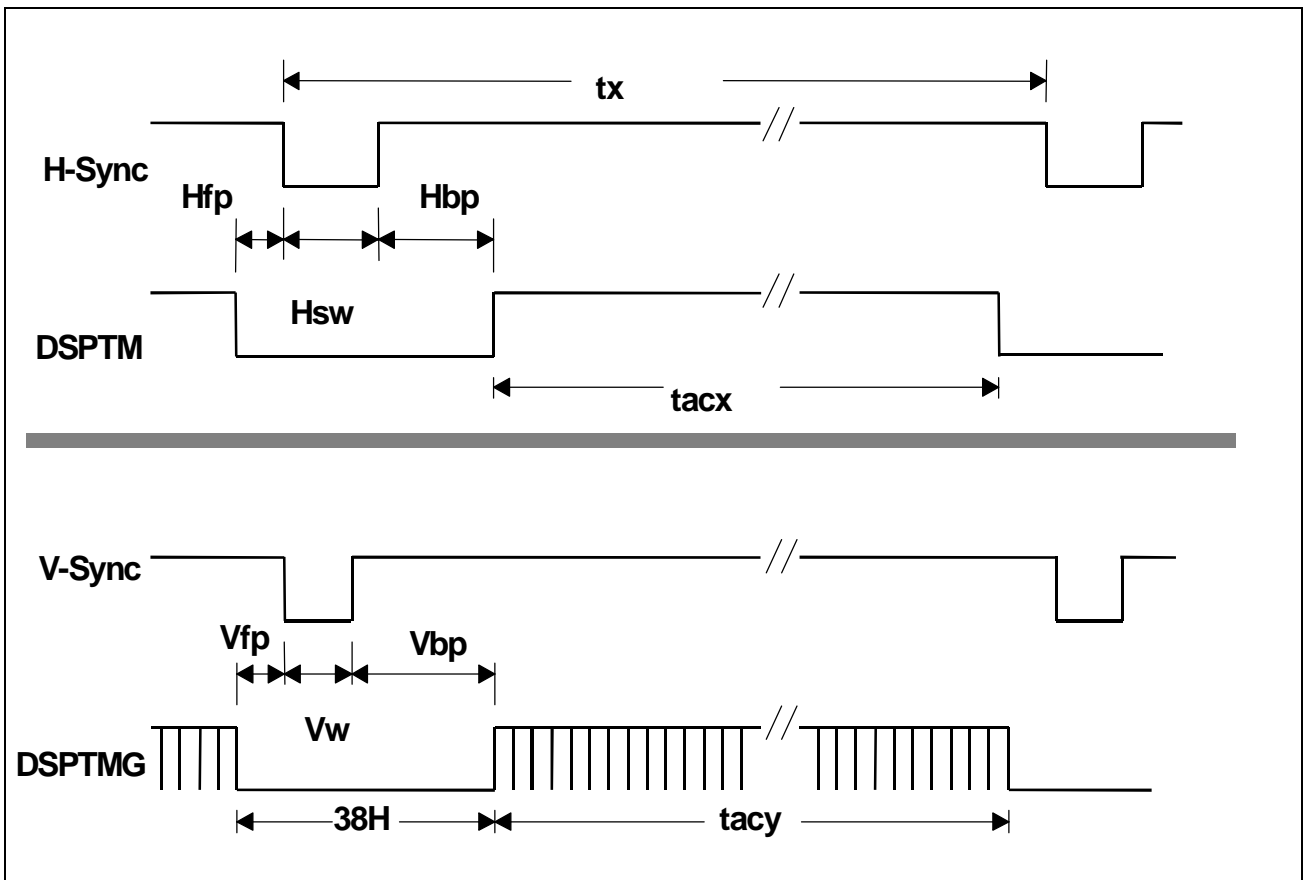 tx
H-Sync
Hfp
Hbp
Hsw
DSPTM
tacx
V-Sync
Vfp
Vbp
Vw
DSPTMG
38H
tacy